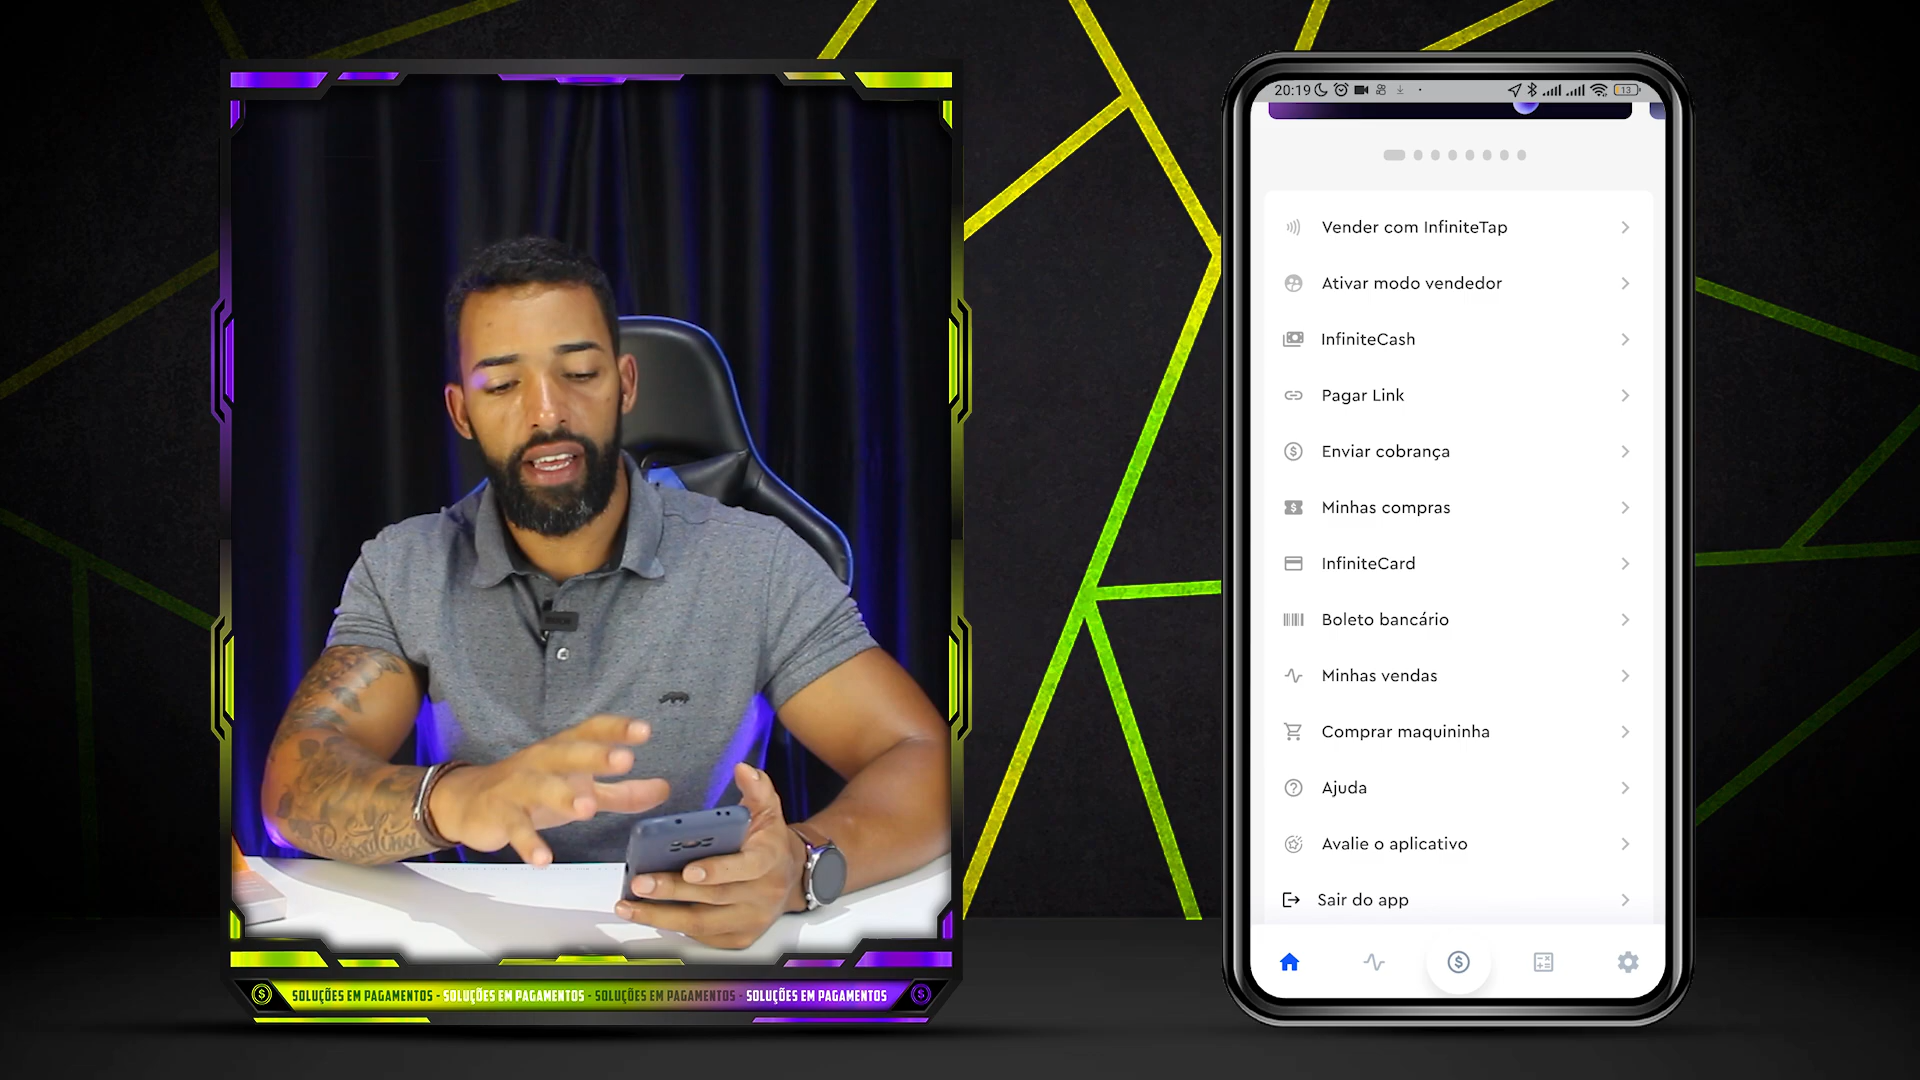 20:19
13
Vender com InfiniteTap
Ativar modo vendedor
InfiniteCash
Pagar Link
Enviar cobrança
Minhas compras
InfiniteCard
Boleto bancário
Minhas vendas
Comprar maquininha
Ajuda
Avalie o aplicativo
Sair do app
SOLUÇÕES EM PAGAMENTOS - SOLUÇÕES EM PAGAMENTOS - SOLUÇÕES EM PAGAMENTOS - SOLUÇÕES EM PAGAMENTOS